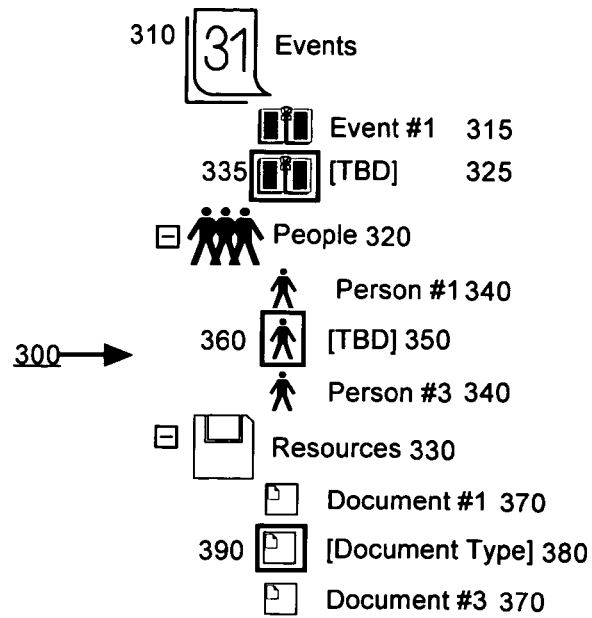 310 31 Events
Event #1 315
335 [TBD] 325
People 320
Person #1 340
360 [TBD] 350
300
Person #3 340
Resources 330
Document #1 370
390 [Document Type] 380
Document #3 370